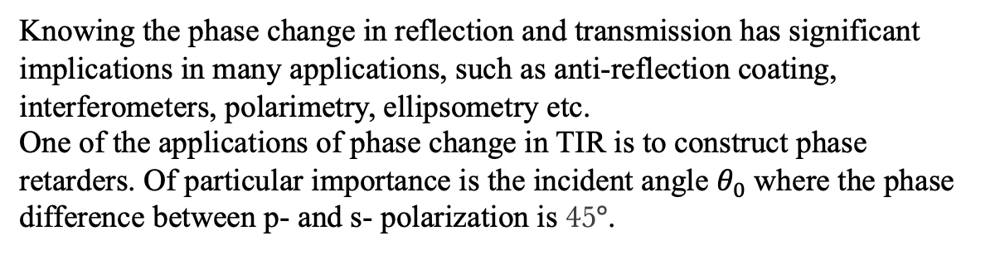 Knowing the phase change in reflection and transmission has significant
implications in many applications, such as anti-reflection coating,
interferometers, polarimetry, ellipsometry etc.
One of the applications of phase change in TIR is to construct phase
retarders. Of particular importance is the incident angle θ₀ where the phase
difference between p- and s- polarization is 45°.